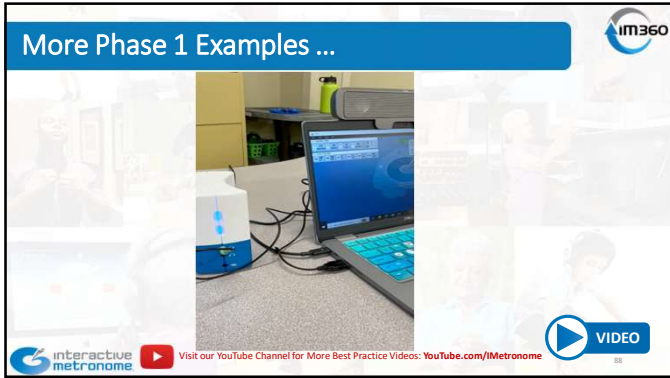 More Phase 1 Examples ...
IM360
interactive
metronome
Visit our YouTube Channel for More Best Practice Videos: YouTube.com/IMetronome
VIDEO
88